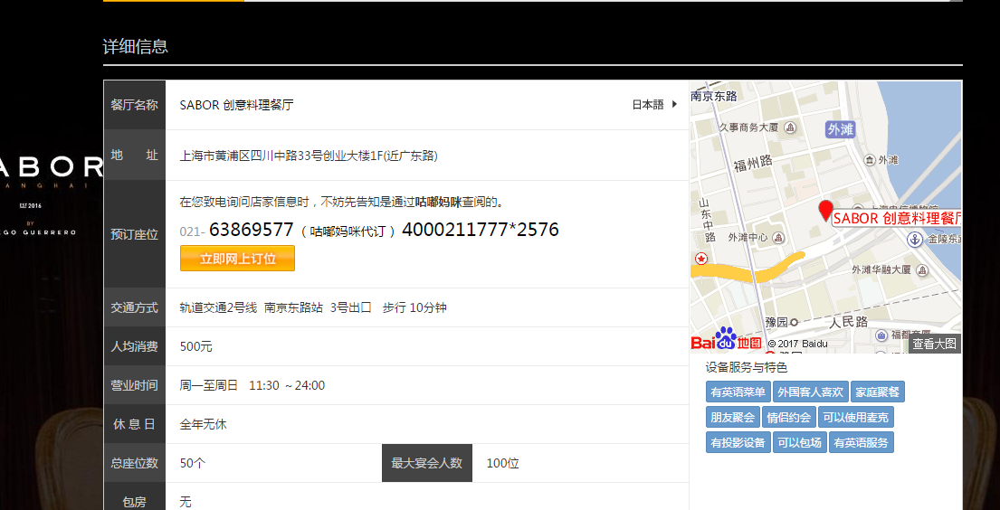 详细信息
餐厅名称
SABOR 创意料理餐厅
日本語
地 址
上海市黄浦区四川中路33号创业大楼1F(近广东路)
预订座位
在您致电询问店家信息时，不妨先告知是通过咕嘟妈咪查阅的。
021- 63869577 （ 咕嘟妈咪代订 ）4000211777*2576
立即网上订位
交通方式
轨道交通2号线 南京东路站 3号出口 步行 10分钟
人均消费
500元
营业时间
周一至周日 11:30 ～24:00
休 息 日
全年无休
总座位数
50个
最大宴会人数
100位
包房
无
ABOR
ANGHAI
EST 2016
BY
EGO GUERRERO
南京东路
久事商务大厦
外滩
福州路
外滩
山东中路
SABOR 创意料理餐厅
外滩中心
金陵东路
外滩华融大厦
豫园
人民路
福都商厦
Bai du 地图
© 2017 Baidu
查看大图
设备服务与特色
有英语菜单
外国客人喜欢
家庭聚餐
朋友聚会
情侣约会
可以使用麦克
有投影设备
可以包场
有英语服务